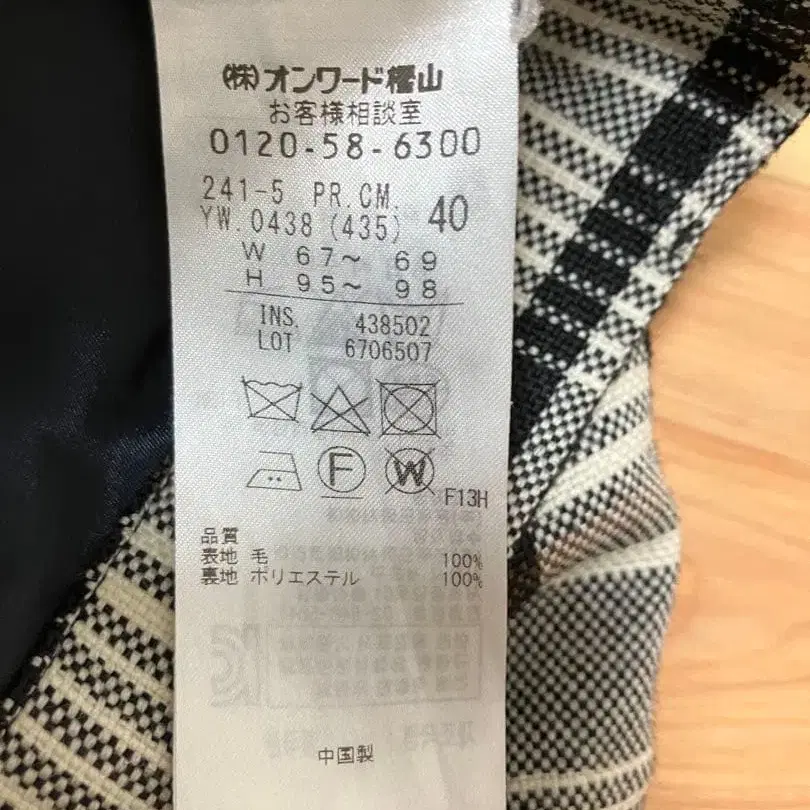 ㈱オンワード樫山
お客様相談室
0120-58-6300
241-5 PR.CM.
YW.0438(435) 40
W 67～ 69
H 95～ 98
INS. 438502
LOT 6706507
F
W
F13H
品質
表地 毛 100%
裏地 ポリエステル 100%
中国製